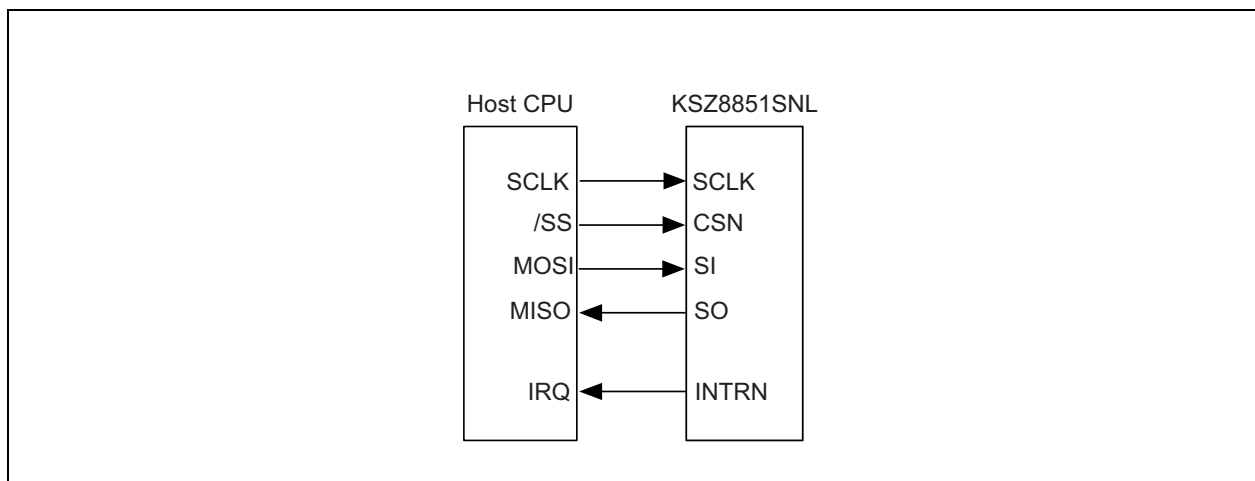 Host CPU KSZ8851SNL
SCLK SCLK
/SS CSN
MOSI SI
MISO SO
IRQ INTRN